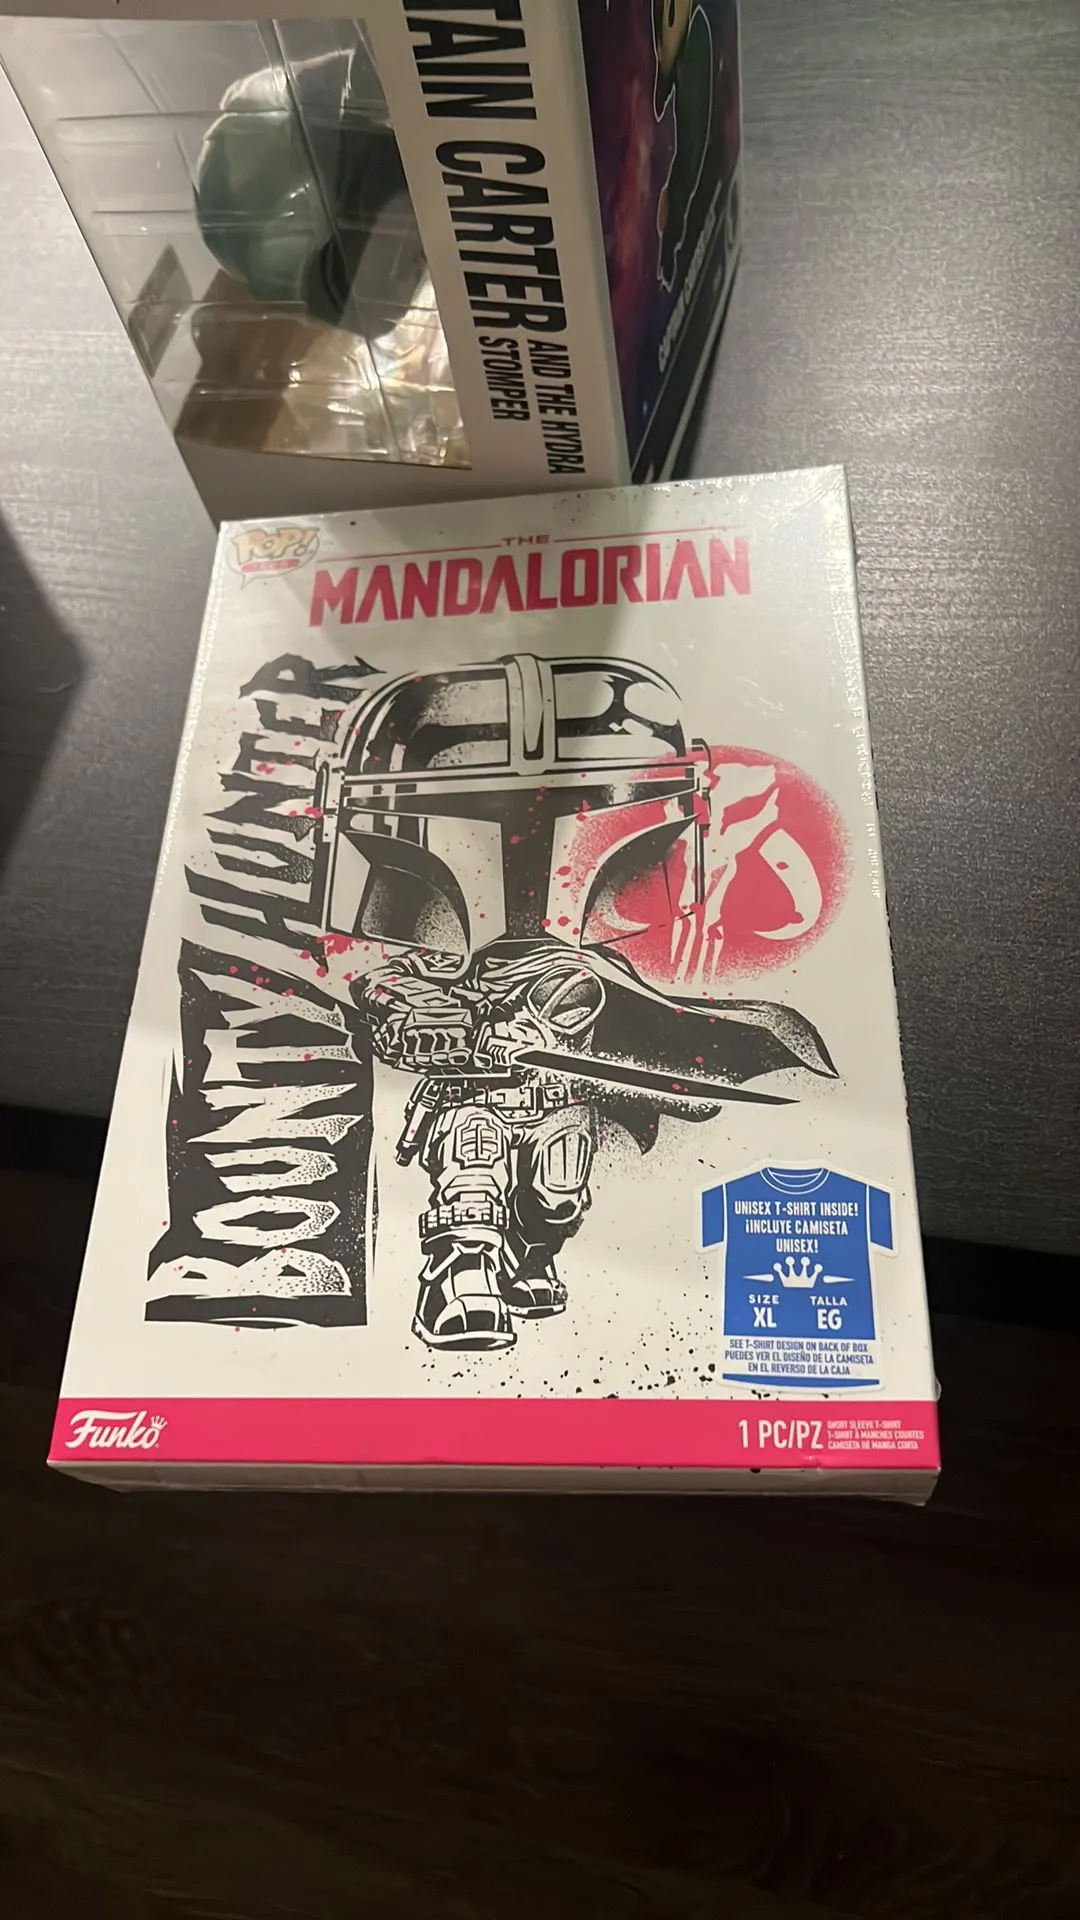 TAIN CARTER
AND THE HYDRA
STOMPER
POP!
THE
MANDALORIAN
BOUNTY HUNTER
UNISEX T-SHIRT INSIDE!
¡INCLUYE CAMISETA
UNISEX!
SIZE TALLA
XL EG
SEE T-SHIRT DESIGN ON BACK OF BOX
PUEDES VER EL DISEÑO DE LA CAMISETA
EN EL REVERSO DE LA CAJA
Funko
1 PC/PZ
SHORT SLEEVE T-SHIRT
T-SHIRT À MANCHES COURTES
CAMISETA DE MANGA CORTA